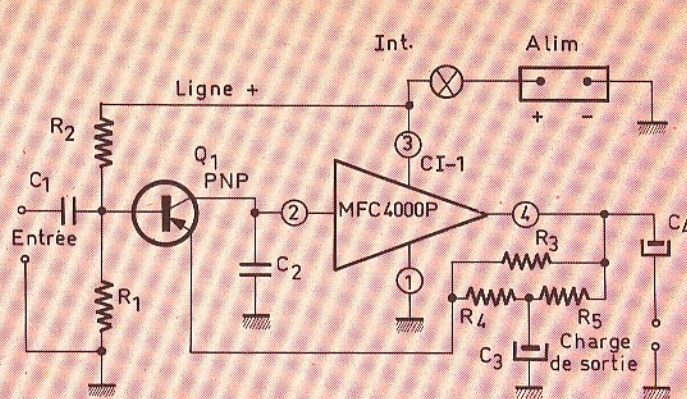 Int.
Alim
Ligne +
+ -
R2
Q1
PNP
3
CI-1
C1
2
MFC4000P
4
R3
Entrée
C2
R1
1
R4
R5
C3
Charge
de sortie